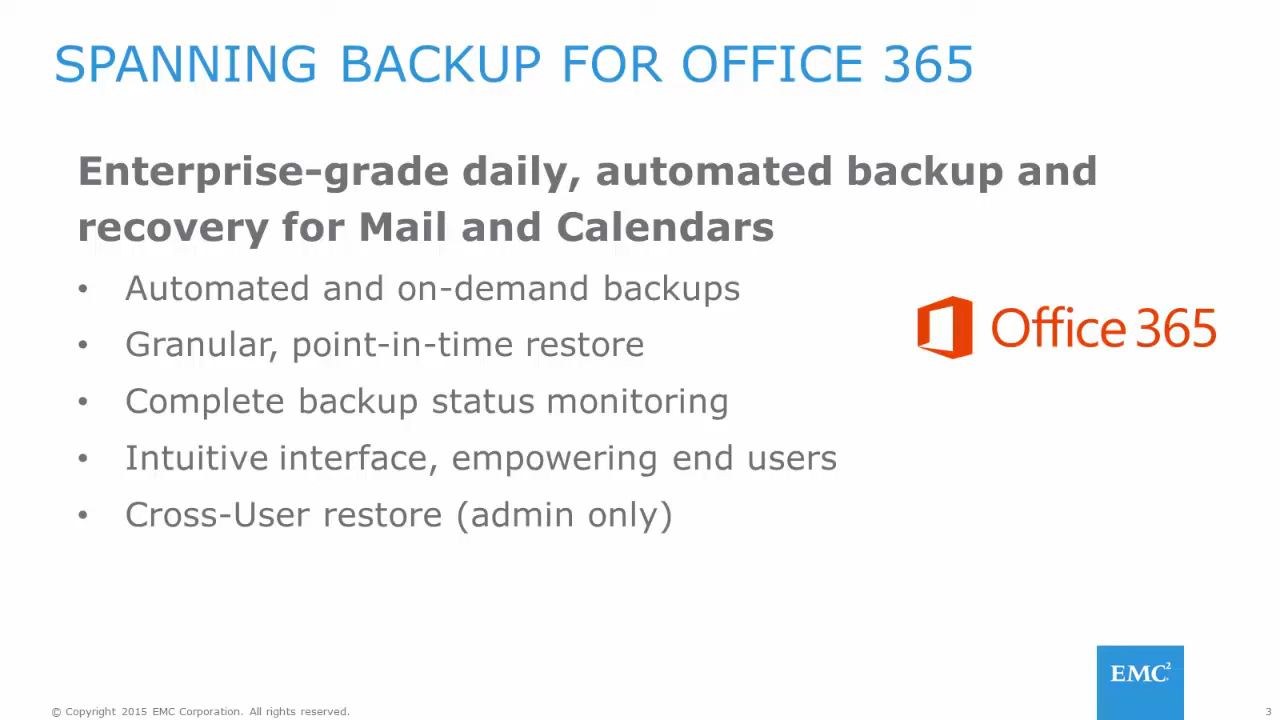 SPANNING BACKUP FOR OFFICE 365
Enterprise-grade daily, automated backup and
recovery for Mail and Calendars
• Automated and on-demand backups
• Granular, point-in-time restore
• Complete backup status monitoring
• Intuitive interface, empowering end users
• Cross-User restore (admin only)
Office 365
EMC²
© Copyright 2015 EMC Corporation. All rights reserved.
3